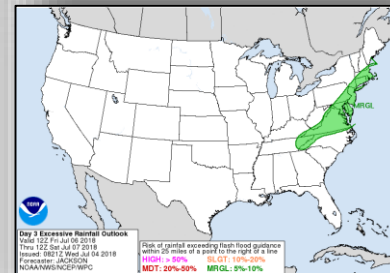 MRGL
NOAA
Day 3 Excessive Rainfall Outlook
Valid 12Z Fri Jul 06 2018
Thru 12Z Sat Jul 07 2018
Issued: 0821Z Wed Jul 04 2018
Forecaster: JACKSON
NOAA/NWS/NCEP/WPC
Risk of rainfall exceeding flash flood guidance
within 25 miles of a point to the right of a line
HIGH: > 50% SLGT: 10%-20%
MDT: 20%-50% MRGL: 5%-10%